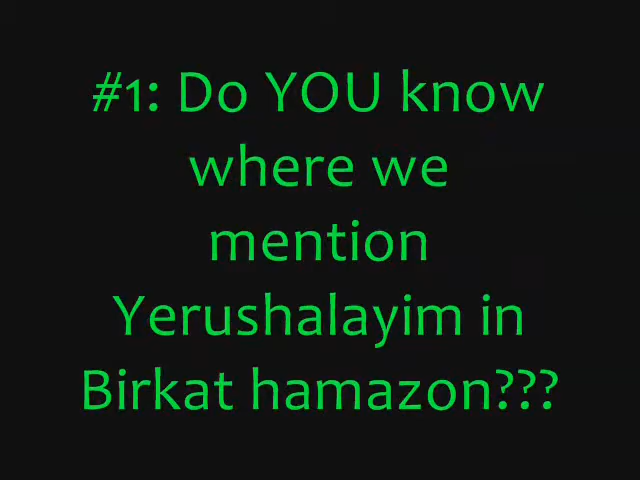 #1: Do YOU know
where we
mention
Yerushalayim in
Birkat hamazon???